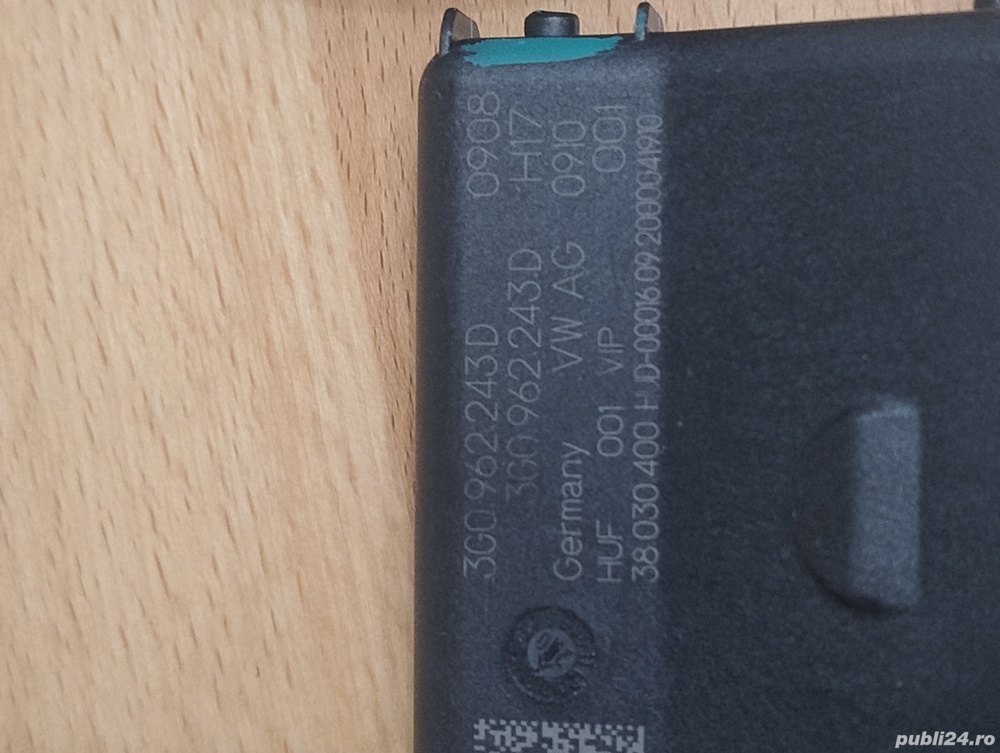 3G0.962.243.D 0908
3G0.962.243.D H17
Germany VW AG 0910
HUF 001 VIP 001
38.030.400 H.D-00016.09.2000041910
publi24.ro